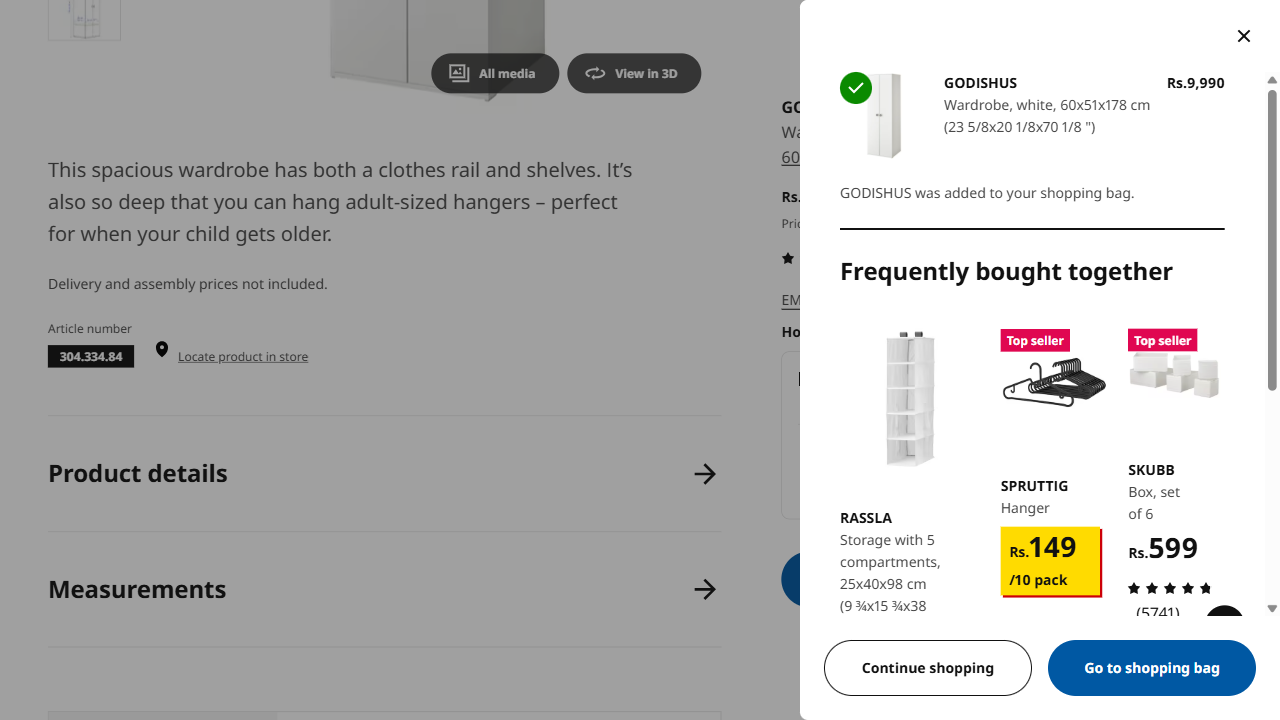 All media
View in 3D
This spacious wardrobe has both a clothes rail and shelves. It’s
also so deep that you can hang adult-sized hangers – perfect
for when your child gets older.
Delivery and assembly prices not included.
Article number
304.334.84
Locate product in store
Product details
Measurements
GO
Wa
60
Rs.
Pric
EM
Ho
GODISHUS
Rs.9,990
Wardrobe, white, 60x51x178 cm
(23 5/8x20 1/8x70 1/8 ")
GODISHUS was added to your shopping bag.
Frequently bought together
RASSLA
Storage with 5
compartments,
25x40x98 cm
(9 ¾x15 ¾x38
Top seller
SPRUTTIG
Hanger
Rs.149
/10 pack
Top seller
SKUBB
Box, set
of 6
Rs.599
(5741)
Continue shopping
Go to shopping bag